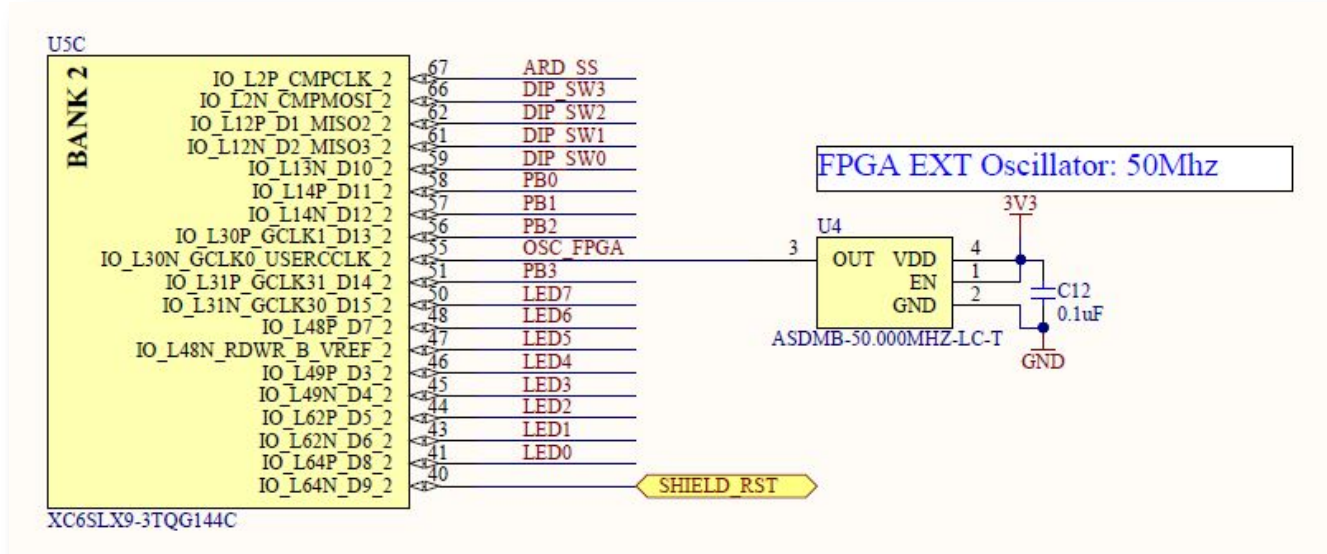 U5C
BANK 2
IO_L2P_CMPCLK_2 67 ARD_SS
IO_L2N_CMPMOSI_2 66 DIP_SW3
IO_L12P_D1_MISO2_2 62 DIP_SW2
IO_L12N_D2_MISO3_2 61 DIP_SW1
IO_L13N_D10_2 59 DIP_SW0
IO_L14P_D11_2 58 PB0
IO_L14N_D12_2 57 PB1
IO_L30P_GCLK1_D13_2 56 PB2
IO_L30N_GCLK0_USERCCLK_2 55 OSC_FPGA
IO_L31P_GCLK31_D14_2 51 PB3
IO_L31N_GCLK30_D15_2 50 LED7
IO_L48P_D7_2 48 LED6
IO_L48N_RDWR_B_VREF_2 47 LED5
IO_L49P_D3_2 46 LED4
IO_L49N_D4_2 45 LED3
IO_L62P_D5_2 44 LED2
IO_L62N_D6_2 43 LED1
IO_L64P_D8_2 41 LED0
IO_L64N_D9_2 40 SHIELD_RST
XC6SLX9-3TQG144C
FPGA EXT Oscillator: 50Mhz
3V3
U4
3 OUT VDD 4
EN 1
GND 2
C12
0.1uF
ASDMB-50.000MHZ-LC-T
GND